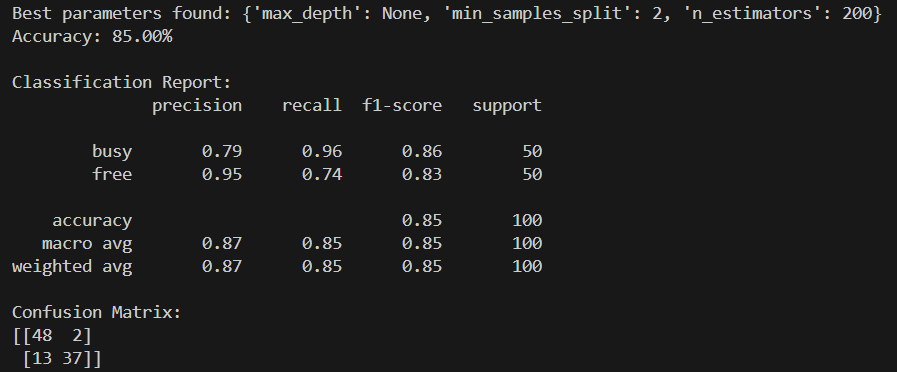 Best parameters found: {'max_depth': None, 'min_samples_split': 2, 'n_estimators': 200}
Accuracy: 85.00%
Classification Report:
precision recall f1-score support
busy 0.79 0.96 0.86 50
free 0.95 0.74 0.83 50
accuracy 0.85 100
macro avg 0.87 0.85 0.85 100
weighted avg 0.87 0.85 0.85 100
Confusion Matrix:
[[48 2]
[13 37]]